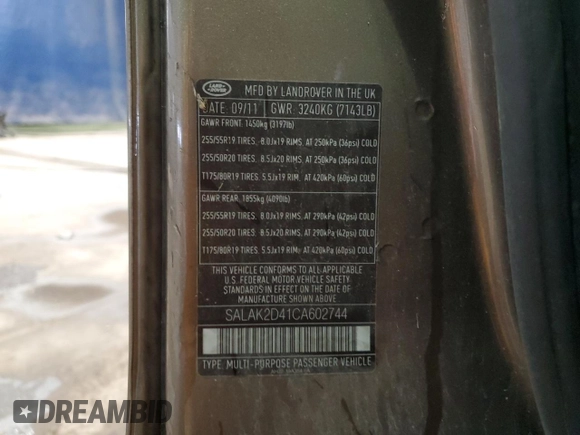 LAND ROVER
MFD BY LANDROVER IN THE UK
DATE 09/11 GWR: 3240KG (7143LB)
GAWR FRONT: 1450kg (3197lb)
255/55R19 TIRES, 8.0Jx19 RIMS, AT 250kPa (36psi) COLD
255/50R20 TIRES, 8.5Jx20 RIMS, AT 250kPa (36psi) COLD
T175/80R19 TIRES, 5.5Jx19 RIM, AT 420kPa (60psi) COLD
GAWR REAR: 1855kg (4090lb)
255/55R19 TIRES, 8.0Jx19 RIMS, AT 290kPa (42psi) COLD
255/50R20 TIRES, 8.5Jx20 RIMS, AT 290kPa (42psi) COLD
T175/80R19 TIRES, 5.5Jx19 RIM, AT 420kPa (60psi) COLD
THIS VEHICLE CONFORMS TO ALL APPLICABLE
U.S. FEDERAL MOTOR VEHICLE SAFETY
STANDARDS IN EFFECT ON THE DATE OF
MANUFACTURE SHOWN ABOVE
SALAK2D41CA602744
TYPE: MULTI-PURPOSE PASSENGER VEHICLE
DREAMBID